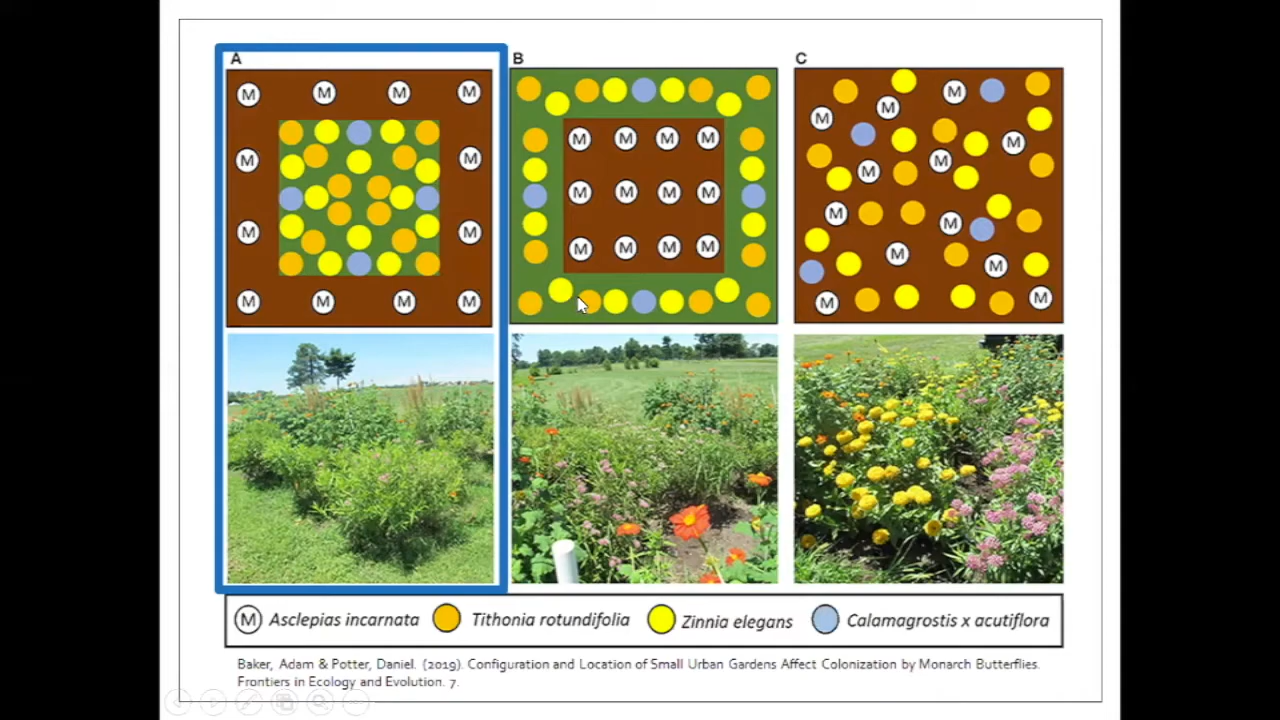 A
B
C
M M M M
M M
M M
M M M M
M M M M
M M M M
M M M M
M
M
M
M
M
M
M
M
M
M
M
M
M Asclepias incarnata Tithonia rotundifolia Zinnia elegans Calamagrostis x acutiflora
Baker, Adam & Potter, Daniel. (2019). Configuration and Location of Small Urban Gardens Affect Colonization by Monarch Butterflies.
Frontiers in Ecology and Evolution. 7.